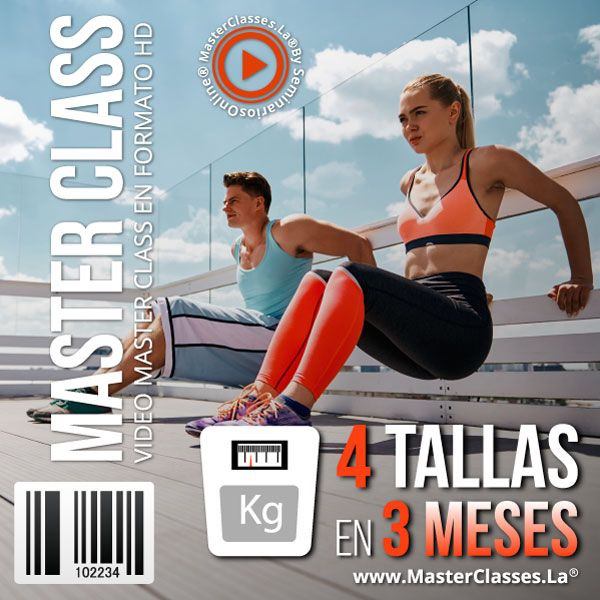 MasterClasses.La® By SeminariosOnline®
MASTER CLASS
VIDEO MASTER CLASS EN FORMATO HD
4 TALLAS
EN 3 MESES
Kg
102234
www.MasterClasses.La®